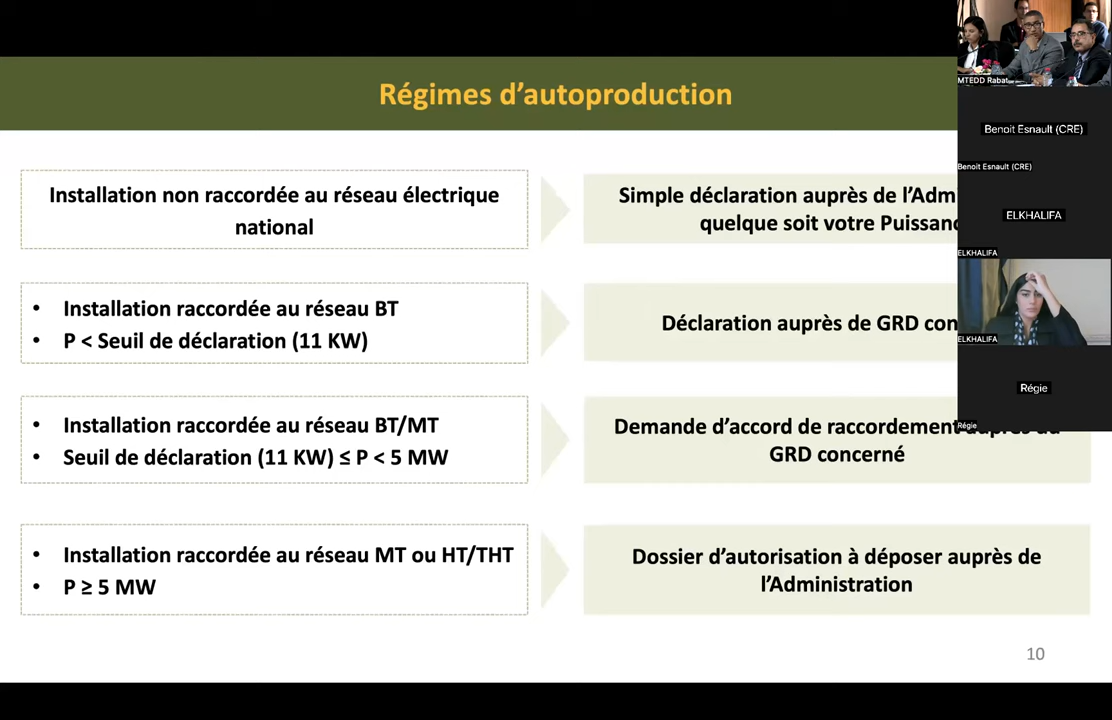 Régimes d'autoproduction
Installation non raccordée au réseau électrique
national
Simple déclaration auprès de l'Adm
quelque soit votre Puissanc
• Installation raccordée au réseau BT
• P < Seuil de déclaration (11 KW)
Déclaration auprès de GRD con
• Installation raccordée au réseau BT/MT
• Seuil de déclaration (11 KW) ≤ P < 5 MW
Demande d'accord de raccordement auprès du
GRD concerné
• Installation raccordée au réseau MT ou HT/THT
• P ≥ 5 MW
Dossier d'autorisation à déposer auprès de
l'Administration
10
MTEDD Rabat
Benoit Esnault (CRE)
Benoit Esnault (CRE)
ELKHALIFA
ELKHALIFA
ELKHALIFA
Régie
Régie